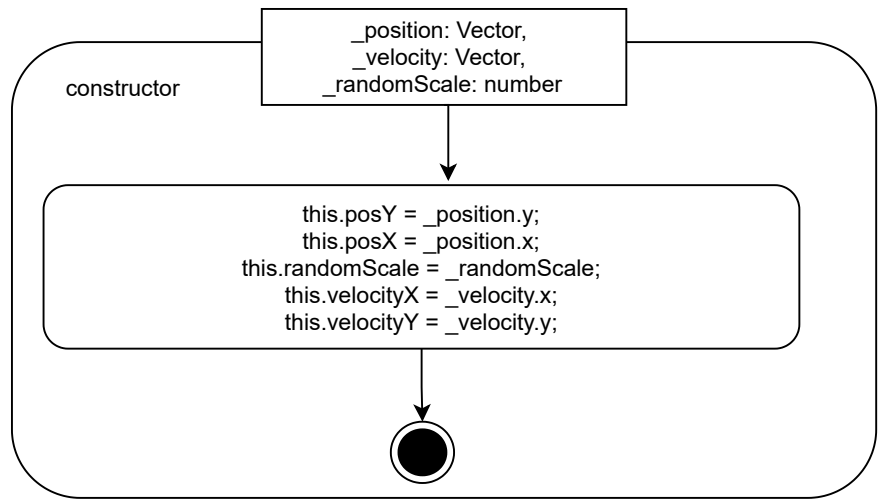 _position: Vector,
_velocity: Vector,
_randomScale: number
constructor
this.posY = _position.y;
this.posX = _position.x;
this.randomScale = _randomScale;
this.velocityX = _velocity.x;
this.velocityY = _velocity.y;